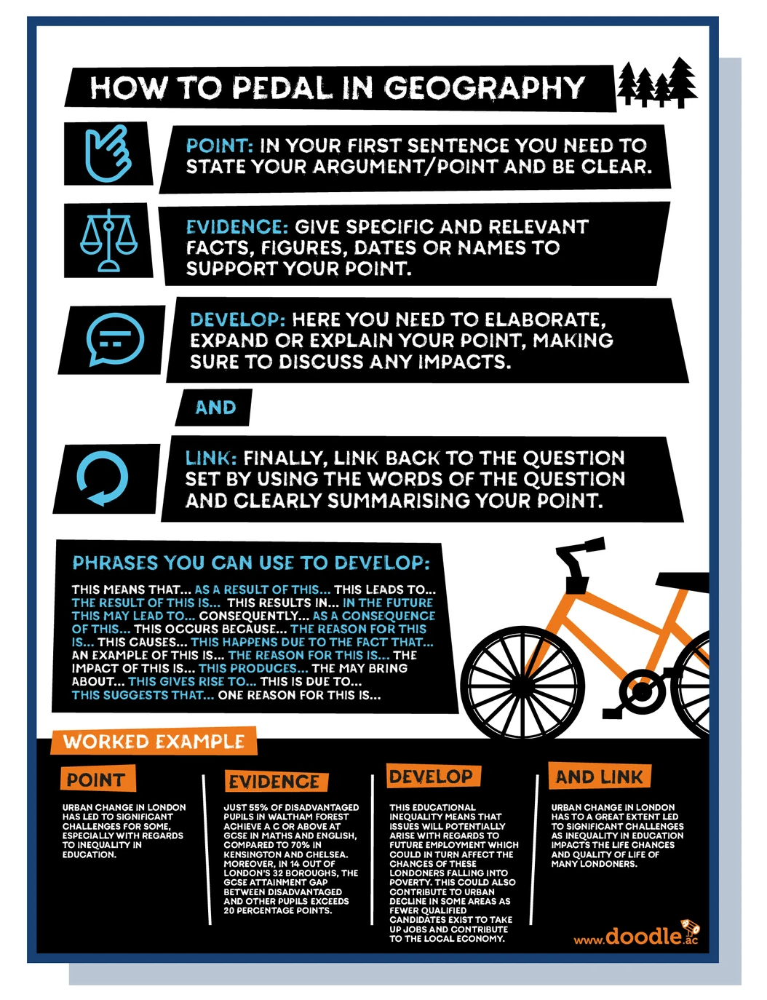 HOW TO PEDAL IN GEOGRAPHY
POINT: IN YOUR FIRST SENTENCE YOU NEED TO
STATE YOUR ARGUMENT/POINT AND BE CLEAR.
EVIDENCE: GIVE SPECIFIC AND RELEVANT
FACTS, FIGURES, DATES OR NAMES TO
SUPPORT YOUR POINT.
DEVELOP: HERE YOU NEED TO ELABORATE,
EXPAND OR EXPLAIN YOUR POINT, MAKING
SURE TO DISCUSS ANY IMPACTS.
AND
LINK: FINALLY, LINK BACK TO THE QUESTION
SET BY USING THE WORDS OF THE QUESTION
AND CLEARLY SUMMARISING YOUR POINT.
PHRASES YOU CAN USE TO DEVELOP:
THIS MEANS THAT... AS A RESULT OF THIS... THIS LEADS TO...
THE RESULT OF THIS IS... THIS RESULTS IN... IN THE FUTURE
THIS MAY LEAD TO... CONSEQUENTLY... AS A CONSEQUENCE
OF THIS... THIS OCCURS BECAUSE... THE REASON FOR THIS
IS... THIS CAUSES... THIS HAPPENS DUE TO THE FACT THAT...
AN EXAMPLE OF THIS IS... THE REASON FOR THIS IS... THE
IMPACT OF THIS IS... THIS PRODUCES... THE MAY BRING
ABOUT... THIS GIVES RISE TO... THIS IS DUE TO...
THIS SUGGESTS THAT... ONE REASON FOR THIS IS...
WORKED EXAMPLE
POINT
URBAN CHANGE IN LONDON
HAS LED TO SIGNIFICANT
CHALLENGES FOR SOME,
ESPECIALLY WITH REGARDS
TO INEQUALITY IN
EDUCATION.
EVIDENCE
JUST 55% OF DISADVANTAGED
PUPILS IN WALTHAM FOREST
ACHIEVE A C OR ABOVE AT
GCSE IN MATHS AND ENGLISH,
COMPARED TO 70% IN
KENSINGTON AND CHELSEA.
MOREOVER, IN 14 OUT OF
LONDON'S 32 BOROUGHS, THE
GCSE ATTAINMENT GAP
BETWEEN DISADVANTAGED
AND OTHER PUPILS EXCEEDS
20 PERCENTAGE POINTS.
DEVELOP
THIS EDUCATIONAL
INEQUALITY MEANS THAT
ISSUES WILL POTENTIALLY
ARISE WITH REGARDS TO
FUTURE EMPLOYMENT WHICH
COULD IN TURN AFFECT THE
CHANCES OF THESE
LONDONERS FALLING INTO
POVERTY. THIS COULD ALSO
CONTRIBUTE TO URBAN
DECLINE IN SOME AREAS AS
FEWER QUALIFIED
CANDIDATES EXIST TO TAKE
UP JOBS AND CONTRIBUTE
TO THE LOCAL ECONOMY.
AND LINK
URBAN CHANGE IN LONDON
HAS TO A GREAT EXTENT LED
TO SIGNIFICANT CHALLENGES
AS INEQUALITY IN EDUCATION
IMPACTS THE LIFE CHANCES
AND QUALITY OF LIFE OF
MANY LONDONERS.
www.doodle.ac